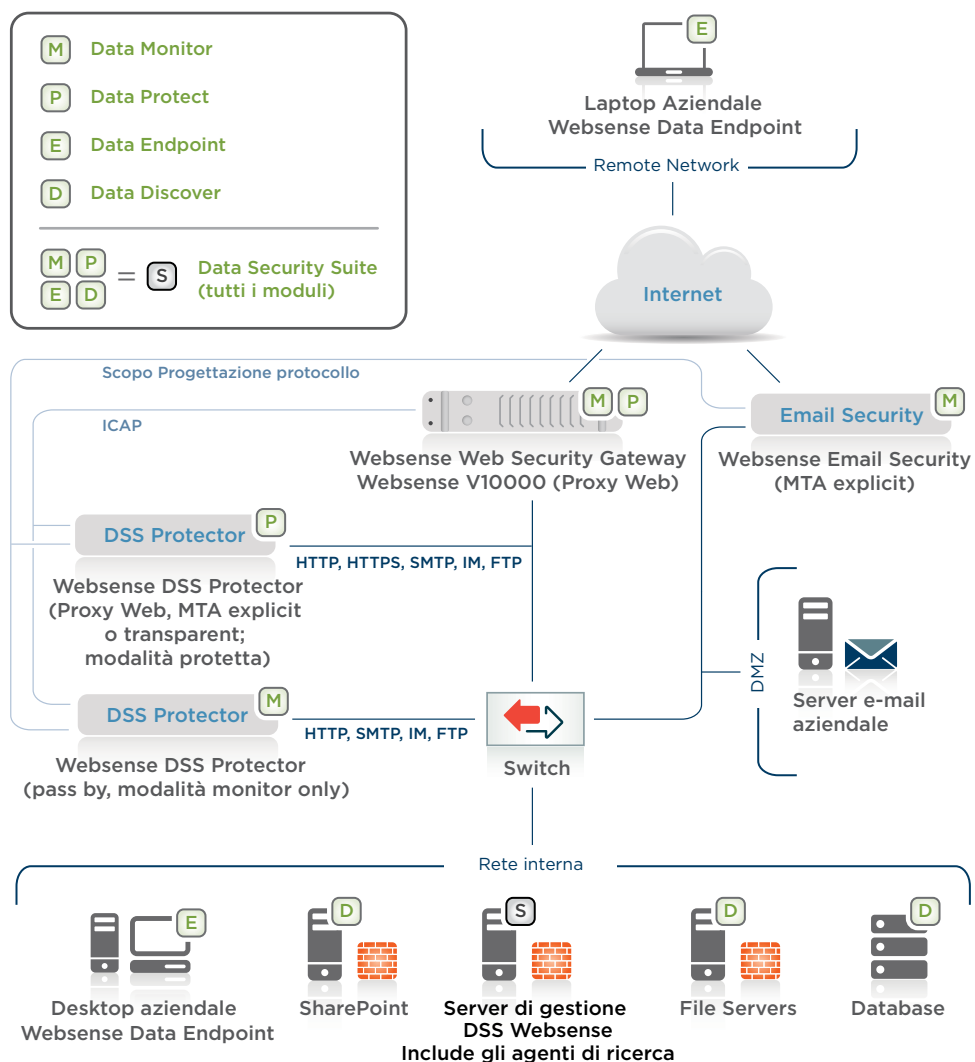 M Data Monitor
P Data Protect
E Data Endpoint
D Data Discover
M P
E D
= S
Data Security Suite
(tutti i moduli)
E
Laptop Aziendale
Websense Data Endpoint
Remote Network
Internet
Scopo Progettazione protocollo
ICAP
M P
Websense Web Security Gateway
Websense V10000 (Proxy Web)
Email Security M
Websense Email Security
(MTA explicit)
DSS Protector P
HTTP, HTTPS, SMTP, IM, FTP
Websense DSS Protector
(Proxy Web, MTA explicit
o transparent;
modalità protetta)
DMZ
Server e-mail
aziendale
DSS Protector M
HTTP, SMTP, IM, FTP
Websense DSS Protector
(pass by, modalità monitor only)
Switch
Rete interna
E
Desktop aziendale
Websense Data Endpoint
D
SharePoint
S
Server di gestione
DSS Websense
Include gli agenti di ricerca
D
File Servers
D
Database